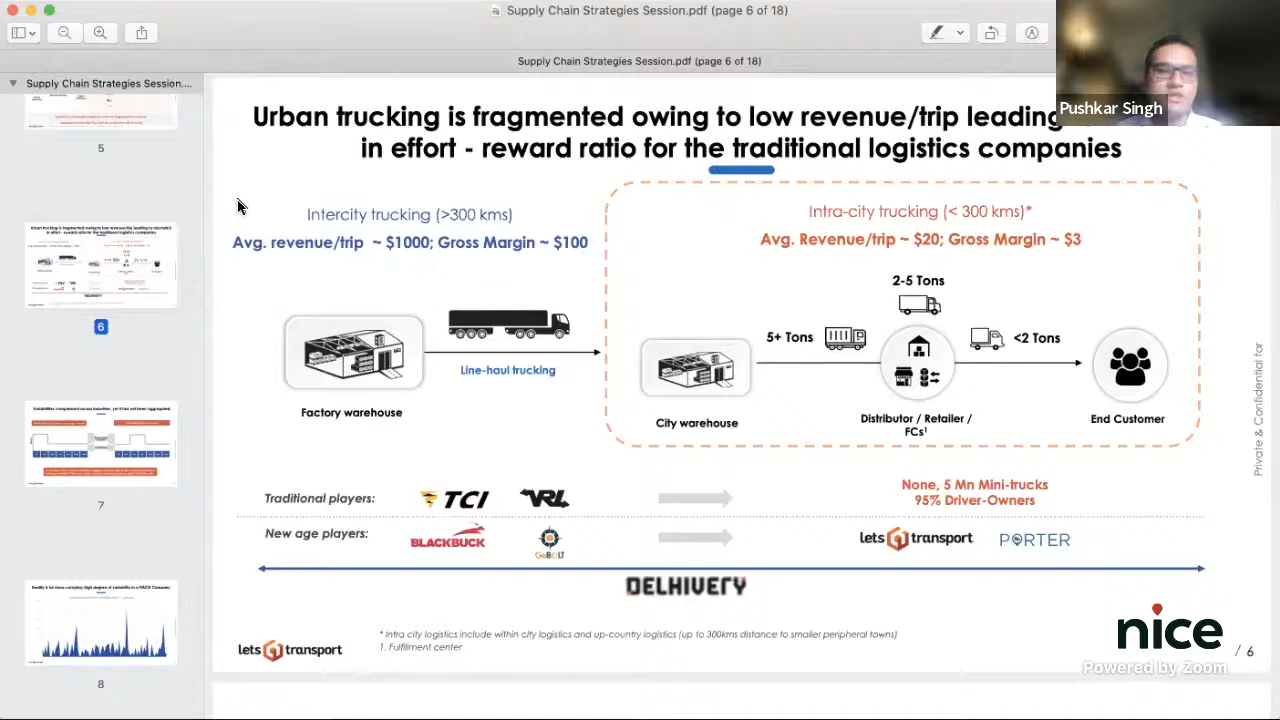 Supply Chain Strategies Session.pdf (page 6 of 18)
Supply Chain Strategies Session.pdf (page 6 of 18)
Supply Chain Strategies Session....
Pushkar Singh
5
6
7
8
Urban trucking is fragmented owing to low revenue/trip leading
in effort - reward ratio for the traditional logistics companies
Intercity trucking (>300 kms)
Avg. revenue/trip ~ $1000; Gross Margin ~ $100
Intra-city trucking (< 300 kms)*
Avg. Revenue/trip ~ $20; Gross Margin ~ $3
2-5 Tons
5+ Tons
<2 Tons
Line-haul trucking
Factory warehouse
City warehouse
Distributor / Retailer /
FCs¹
End Customer
Private & Confidential for
Traditional players:
TCI
VRL
None, 5 Mn Mini-trucks
95% Driver-Owners
New age players:
BLACKBUCK
GoBOLT
lets transport
PORTER
DELHIVERY
* Intra city logistics include within city logistics and up-country logistics (up to 300kms distance to smaller peripheral towns)
1. Fulfillment center
lets transport
nice
/ 6
Powered by Zoom